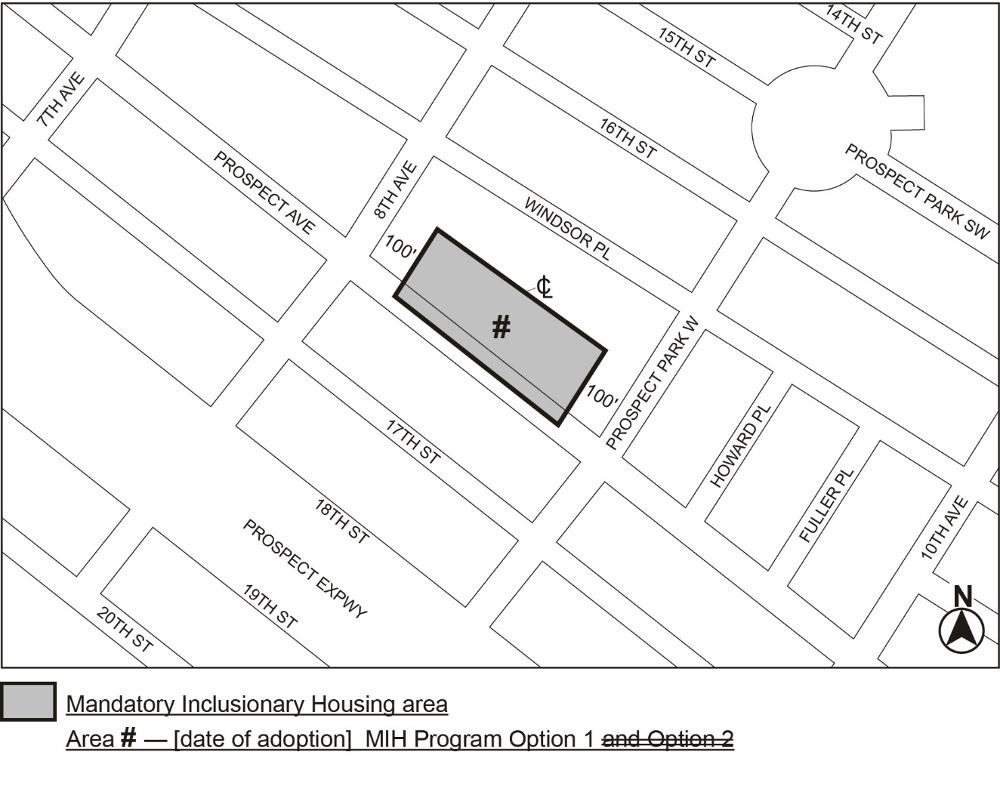 14TH ST
15TH ST
7TH AVE
16TH ST
PROSPECT PARK SW
PROSPECT AVE
8TH AVE
WINDSOR PL
100'
℄
#
PROSPECT PARK W
100'
HOWARD PL
17TH ST
FULLER PL
10TH AVE
18TH ST
PROSPECT EXPWY
19TH ST
20TH ST
N
Mandatory Inclusionary Housing area
Area # — [date of adoption] MIH Program Option 1 and Option 2